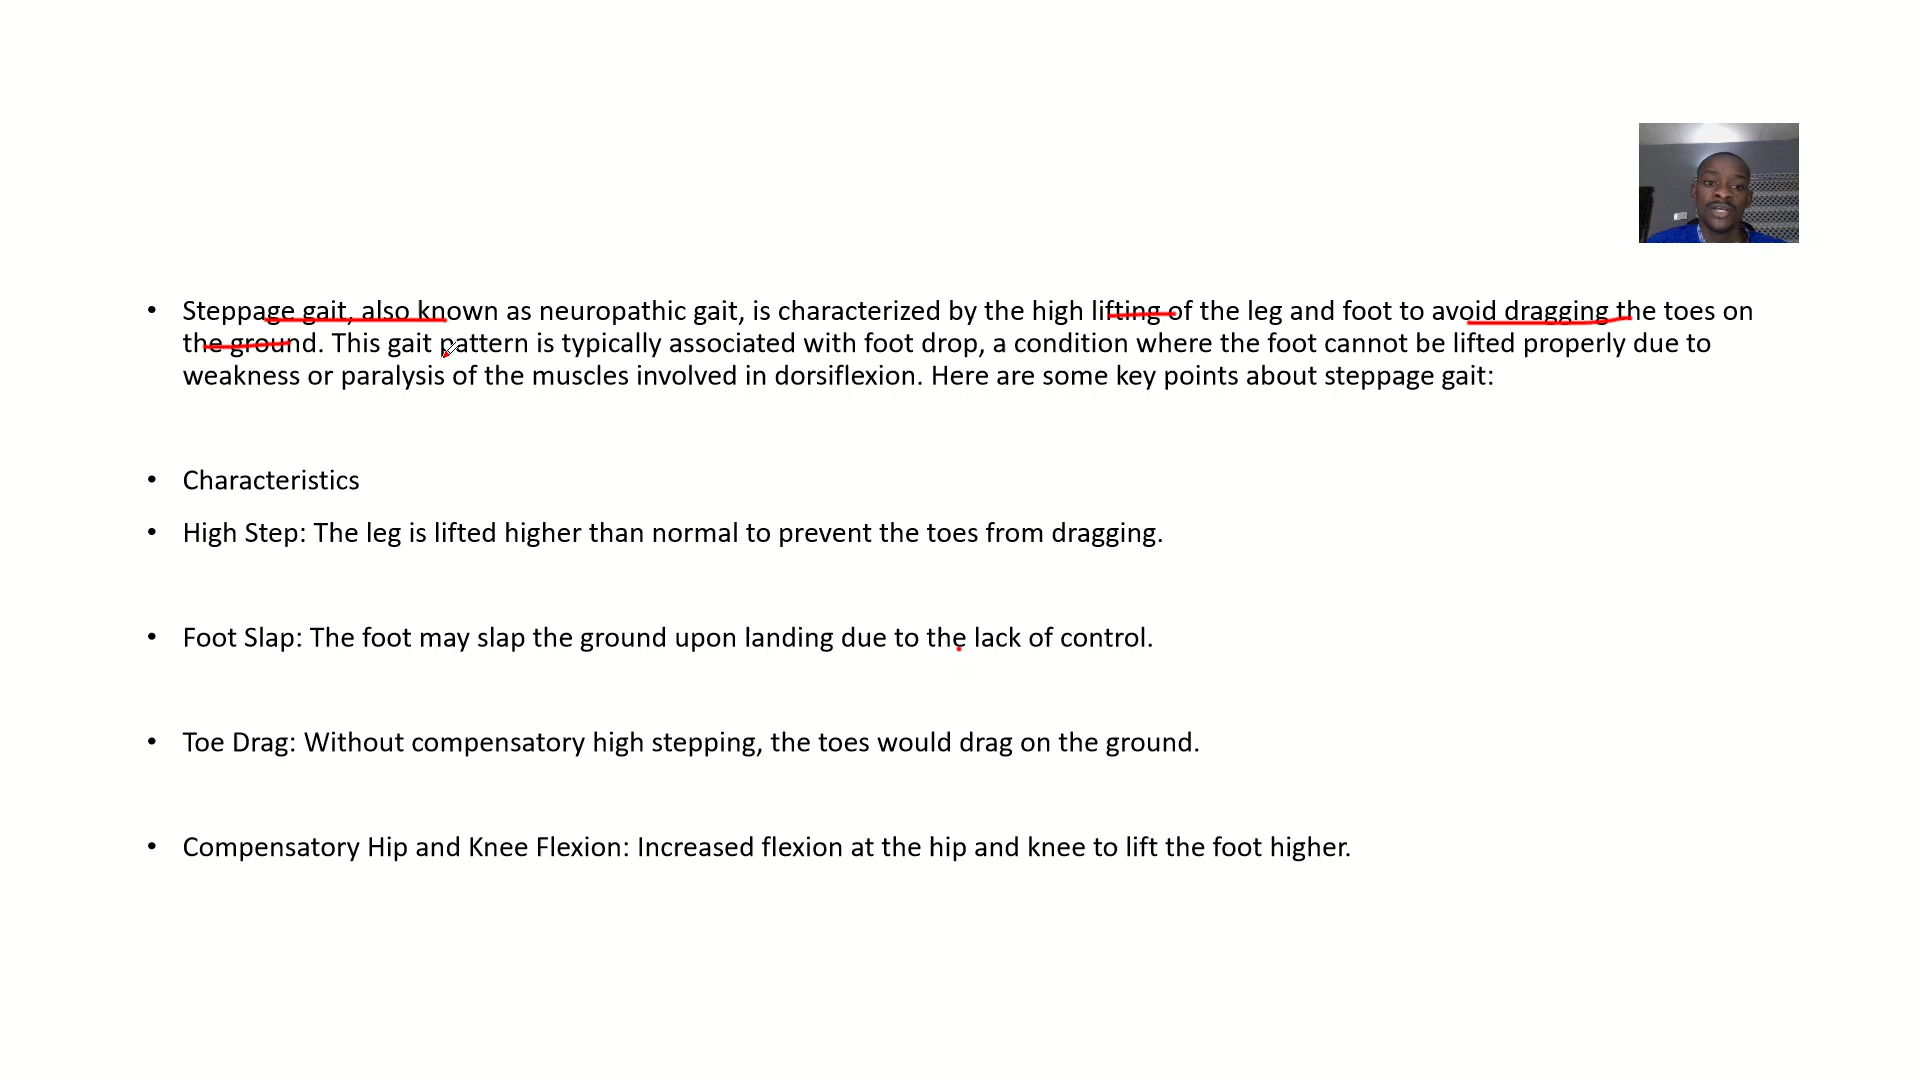 • Steppage gait, also known as neuropathic gait, is characterized by the high lifting of the leg and foot to avoid dragging the toes on
the ground. This gait pattern is typically associated with foot drop, a condition where the foot cannot be lifted properly due to
weakness or paralysis of the muscles involved in dorsiflexion. Here are some key points about steppage gait:
• Characteristics
• High Step: The leg is lifted higher than normal to prevent the toes from dragging.
• Foot Slap: The foot may slap the ground upon landing due to the lack of control.
• Toe Drag: Without compensatory high stepping, the toes would drag on the ground.
• Compensatory Hip and Knee Flexion: Increased flexion at the hip and knee to lift the foot higher.